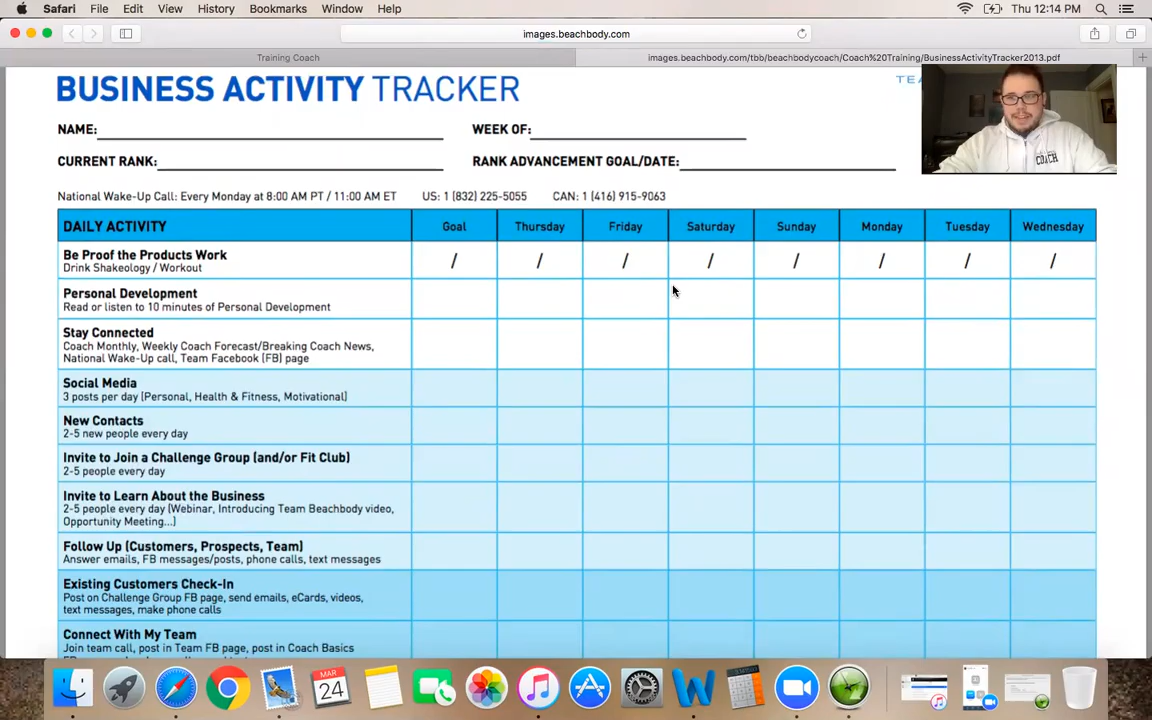 Safari File Edit View History Bookmarks Window Help Thu 12:14 PM
images.beachbody.com
Training Coach images.beachbody.com/tbb/beachbodycoach/Coach%20Training/BusinessActivityTracker2013.pdf
BUSINESS ACTIVITY TRACKER
NAME: WEEK OF:
COACH
CURRENT RANK: RANK ADVANCEMENT GOAL/DATE:
National Wake-Up Call: Every Monday at 8:00 AM PT / 11:00 AM ET US: 1 (832) 225-5055 CAN: 1 (416) 915-9063
DAILY ACTIVITY Goal Thursday Friday Saturday Sunday Monday Tuesday Wednesday
Be Proof the Products Work / / / / / / / /
Drink Shakeology / Workout
Personal Development
Read or listen to 10 minutes of Personal Development
Stay Connected
Coach Monthly, Weekly Coach Forecast/Breaking Coach News,
National Wake-Up call, Team Facebook (FB) page
Social Media
3 posts per day (Personal, Health & Fitness, Motivational)
New Contacts
2-5 new people every day
Invite to Join a Challenge Group (and/or Fit Club)
2-5 people every day
Invite to Learn About the Business
2-5 people every day (Webinar, Introducing Team Beachbody video,
Opportunity Meeting...)
Follow Up (Customers, Prospects, Team)
Answer emails, FB messages/posts, phone calls, text messages
Existing Customers Check-In
Post on Challenge Group FB page, send emails, eCards, videos,
text messages, make phone calls
Connect With My Team
Join team call, post in Team FB page, post in Coach Basics
MAR
24